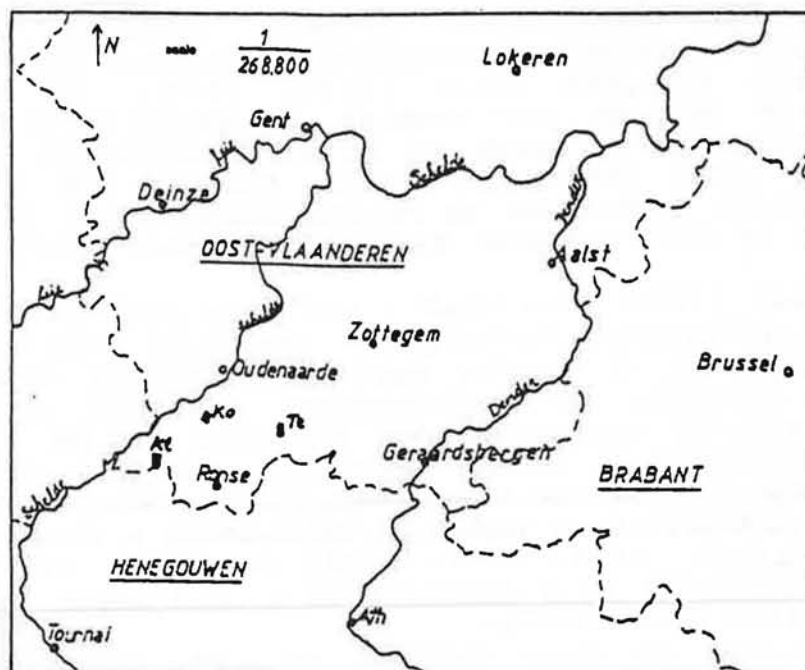 N
scale 1
268,800
Lokeren
Gent
Leie
Schelde
Deinze
Dender
OOST-VLAANDEREN
Aalst
Leie
Schelde
Zottegem
Oudenaarde
Brussel
Dender
Ko
Te
Kl
Geraardsbergen
Ronse
BRABANT
Schelde
HENEGOUWEN
Ath
Tournai